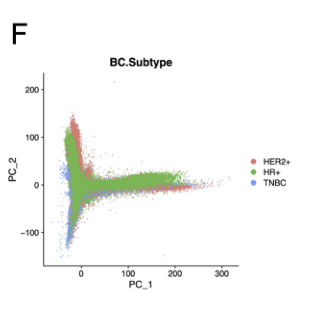 F
BC.Subtype
200
100
0
−100
PC_2
0 100 200 300
PC_1
HER2+
HR+
TNBC